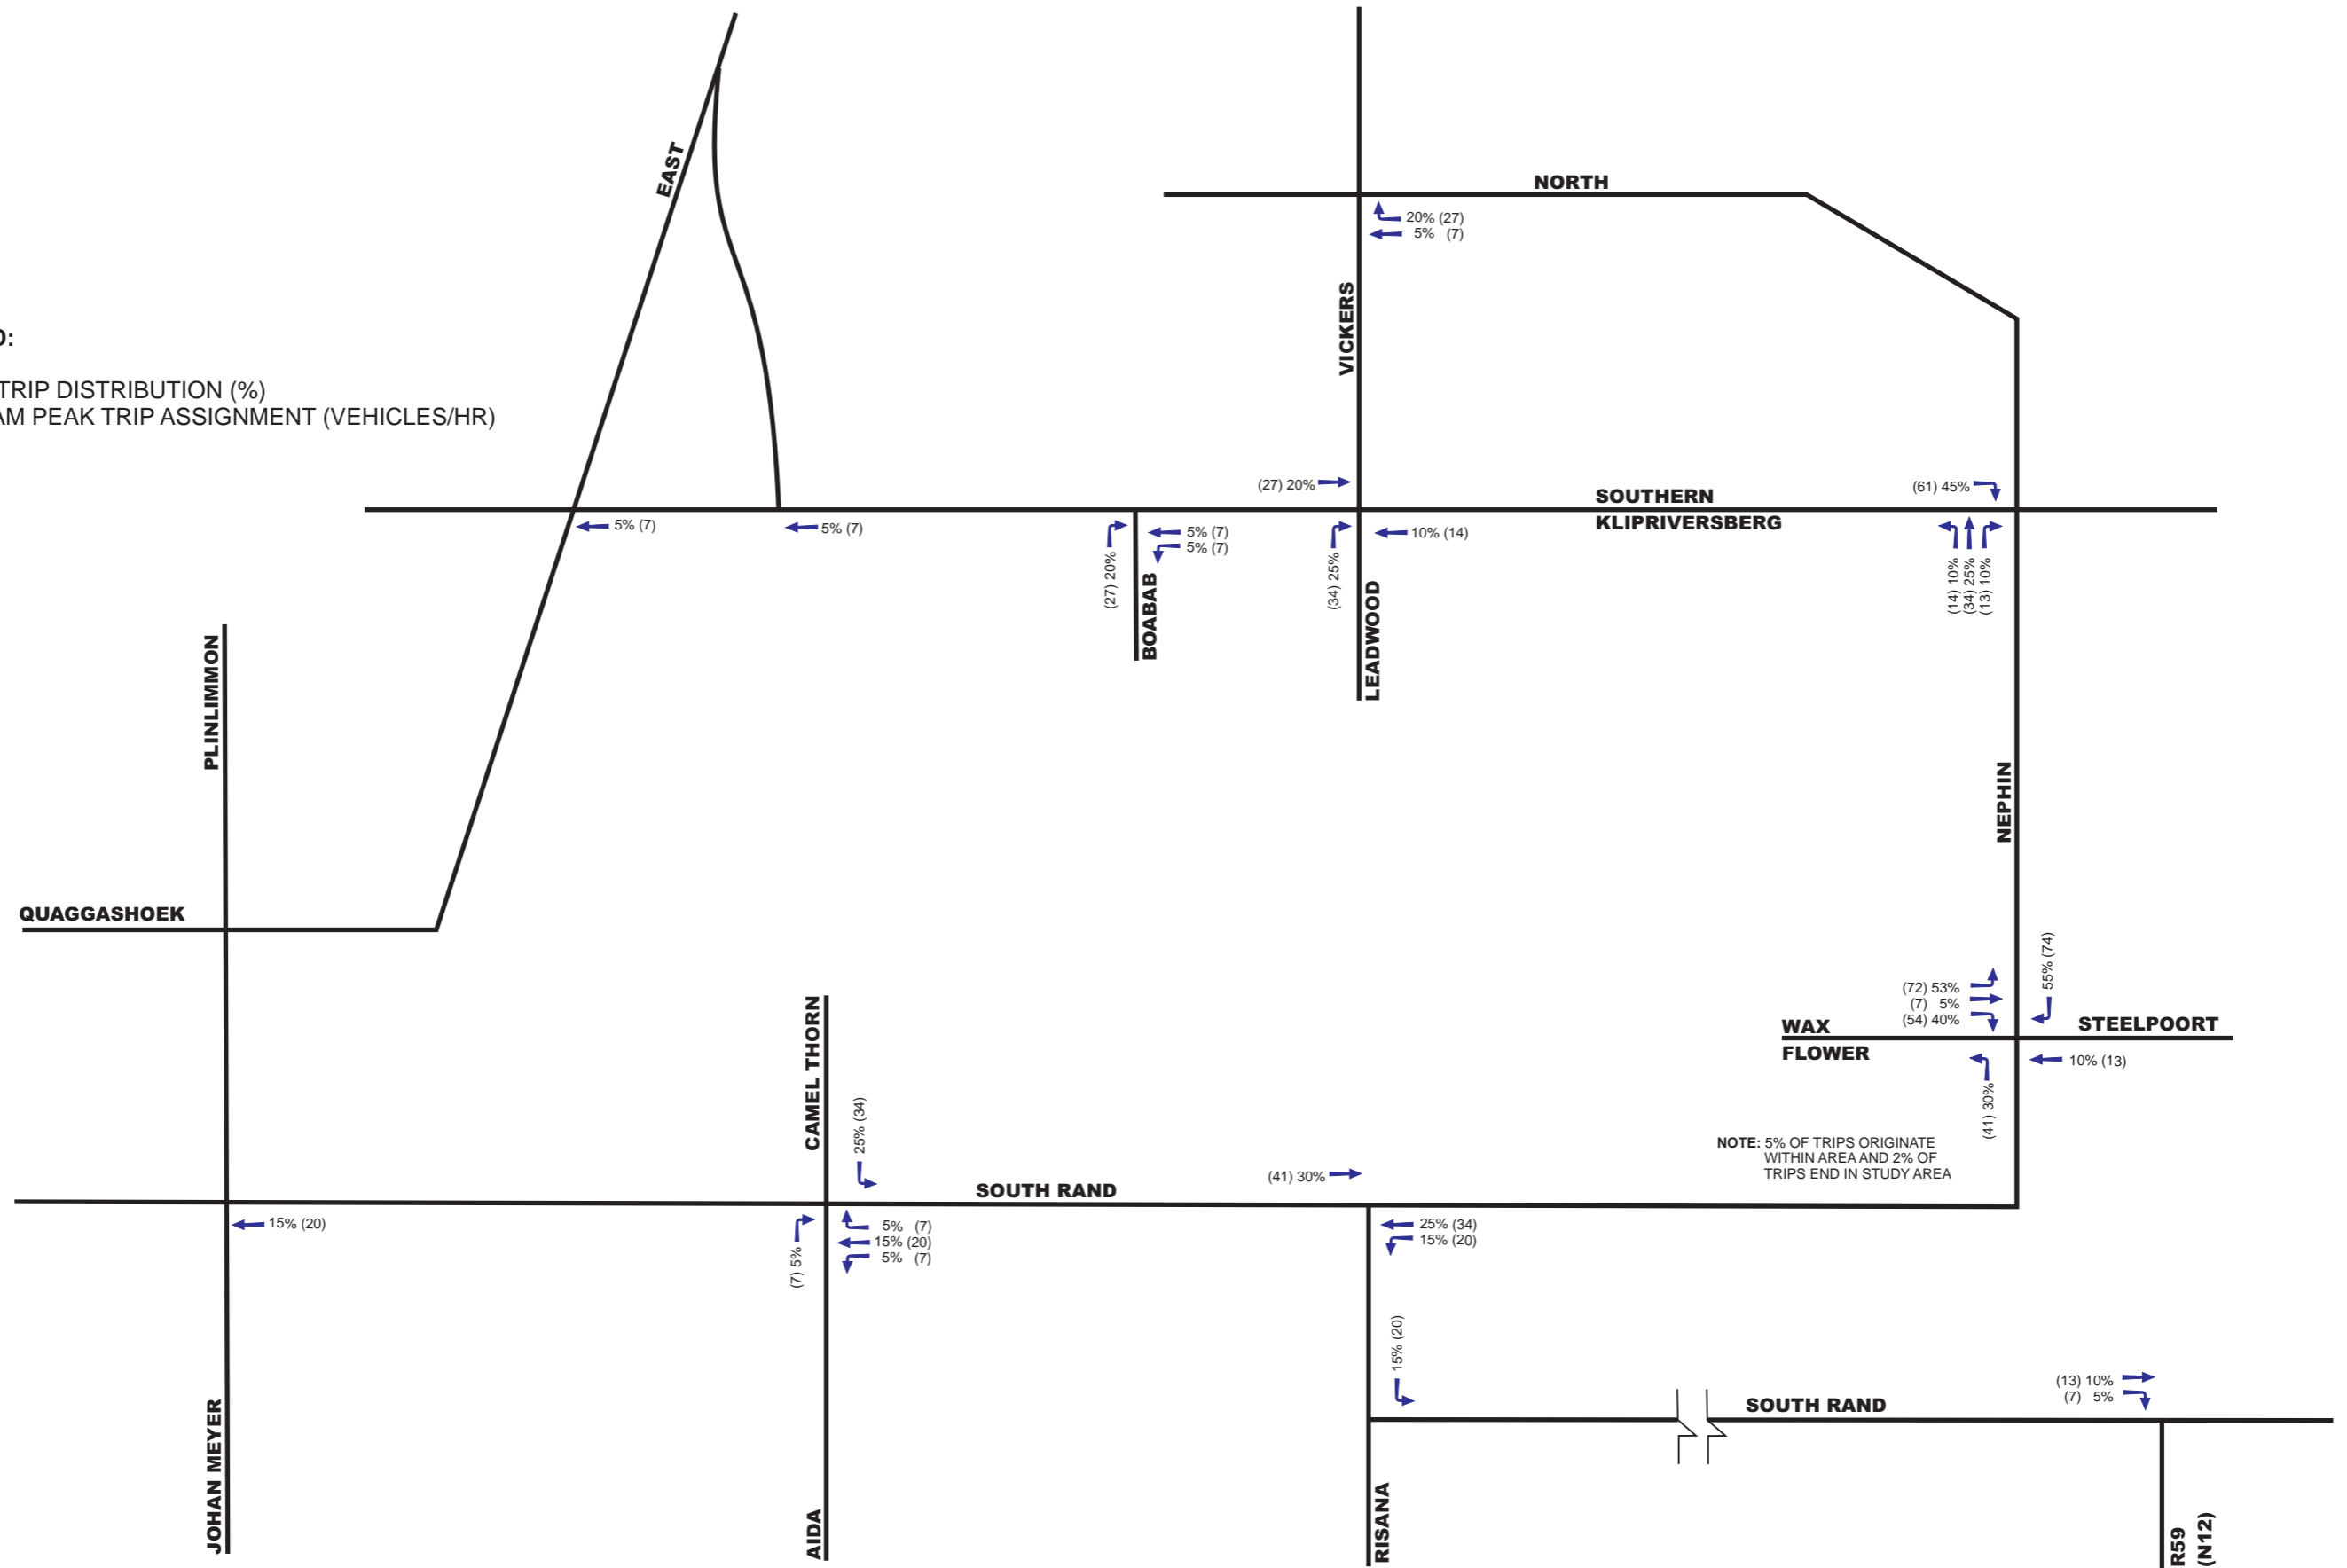 EAST
NORTH
20% (27)
5% (7)
VICKERS
D:
TRIP DISTRIBUTION (%)
AM PEAK TRIP ASSIGNMENT (VEHICLES/HR)
(27) 20%
SOUTHERN
KLIPRIVERSBERG
(61) 45%
5% (7)
5% (7)
(27) 20%
5% (7)
5% (7)
BOABAB
(34) 25%
10% (14)
LEADWOOD
(14) 10%
(34) 25%
(13) 10%
PLINLIMMON
NEPHIN
QUAGGASHOEK
CAMEL THORN
55% (74)
(72) 53%
(7) 5%
(54) 40%
WAX
FLOWER
STEELPOORT
10% (13)
(41) 30%
NOTE: 5% OF TRIPS ORIGINATE
WITHIN AREA AND 2% OF
TRIPS END IN STUDY AREA
25% (34)
SOUTH RAND
(41) 30%
15% (20)
(7) 5%
5% (7)
15% (20)
5% (7)
25% (34)
15% (20)
15% (20)
(13) 10%
(7) 5%
SOUTH RAND
JOHAN MEYER
AIDA
RISANA
R59
(N12)